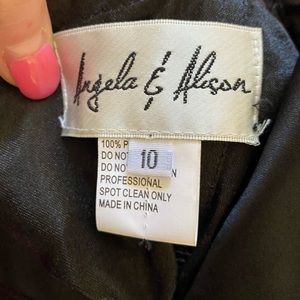 Angela & Alison
10
100% P
DO NO
DO NO
PROFESSIONAL
SPOT CLEAN ONLY
MADE IN CHINA